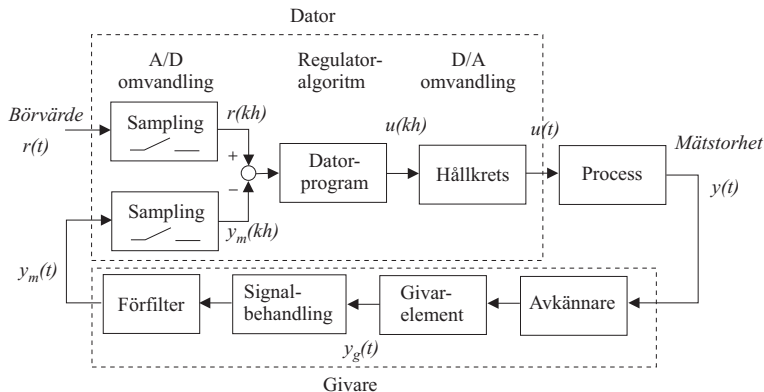 Dator
A/D
omvandling
Regulator-
algoritm
D/A
omvandling
Börvärde
r(t)
Sampling
r(kh)
+
−
Dator-
program
u(kh)
Hållkrets
u(t)
Process
Mätstorhet
y(t)
Sampling
y_m(kh)
y_m(t)
Förfilter
Signal-
behandling
Givar-
element
Avkännare
y_g(t)
Givare